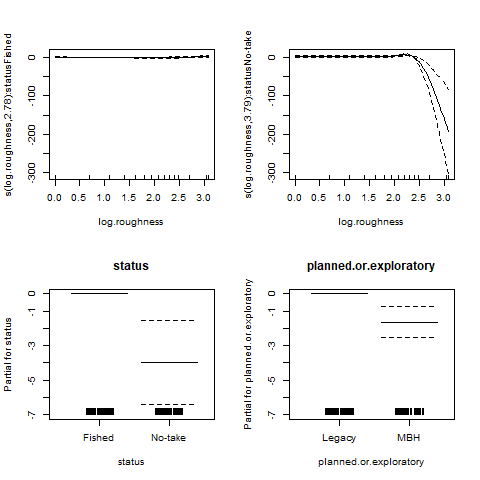 s(log.roughness,2.78):statusFished
0
-100
-200
-300
0.0 0.5 1.0 1.5 2.0 2.5 3.0
log.roughness
s(log.roughness,3.79):statusNo-take
0
-100
-200
-300
0.0 0.5 1.0 1.5 2.0 2.5 3.0
log.roughness
status
Partial for status
0
-1
-3
-5
-7
Fished No-take
status
planned.or.exploratory
Partial for planned.or.exploratory
0
-1
-3
-5
-7
Legacy MBH
planned.or.exploratory